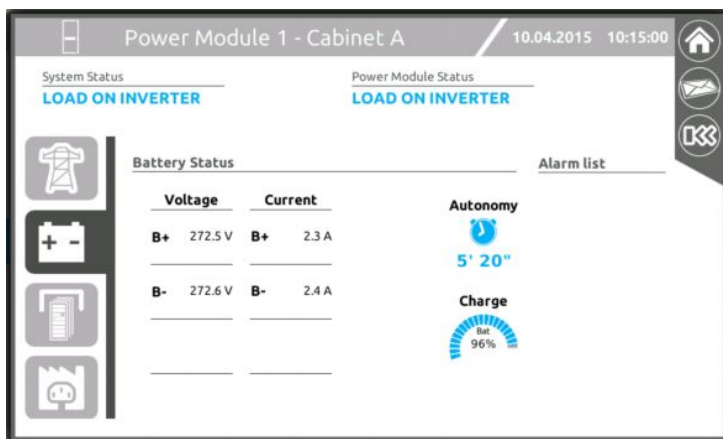 Power Module 1 - Cabinet A
10.04.2015 10:15:00
System Status
LOAD ON INVERTER
Power Module Status
LOAD ON INVERTER
Battery Status
Alarm list
Voltage Current
B+ 272.5 V B+ 2.3 A
B- 272.6 V B- 2.4 A
Autonomy
5' 20"
Charge
Bat
96%